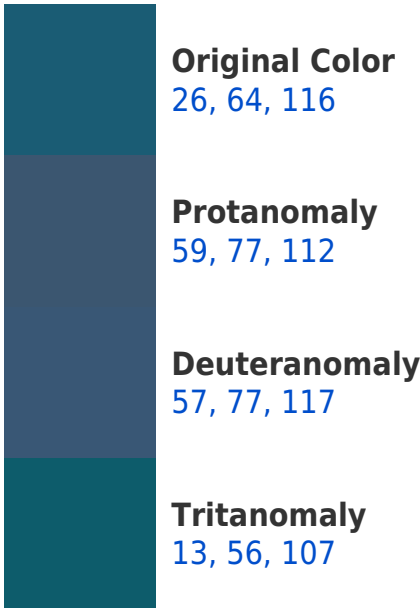 Original Color
26, 64, 116
Protanomaly
59, 77, 112
Deuteranomaly
57, 77, 117
Tritanomaly
13, 56, 107